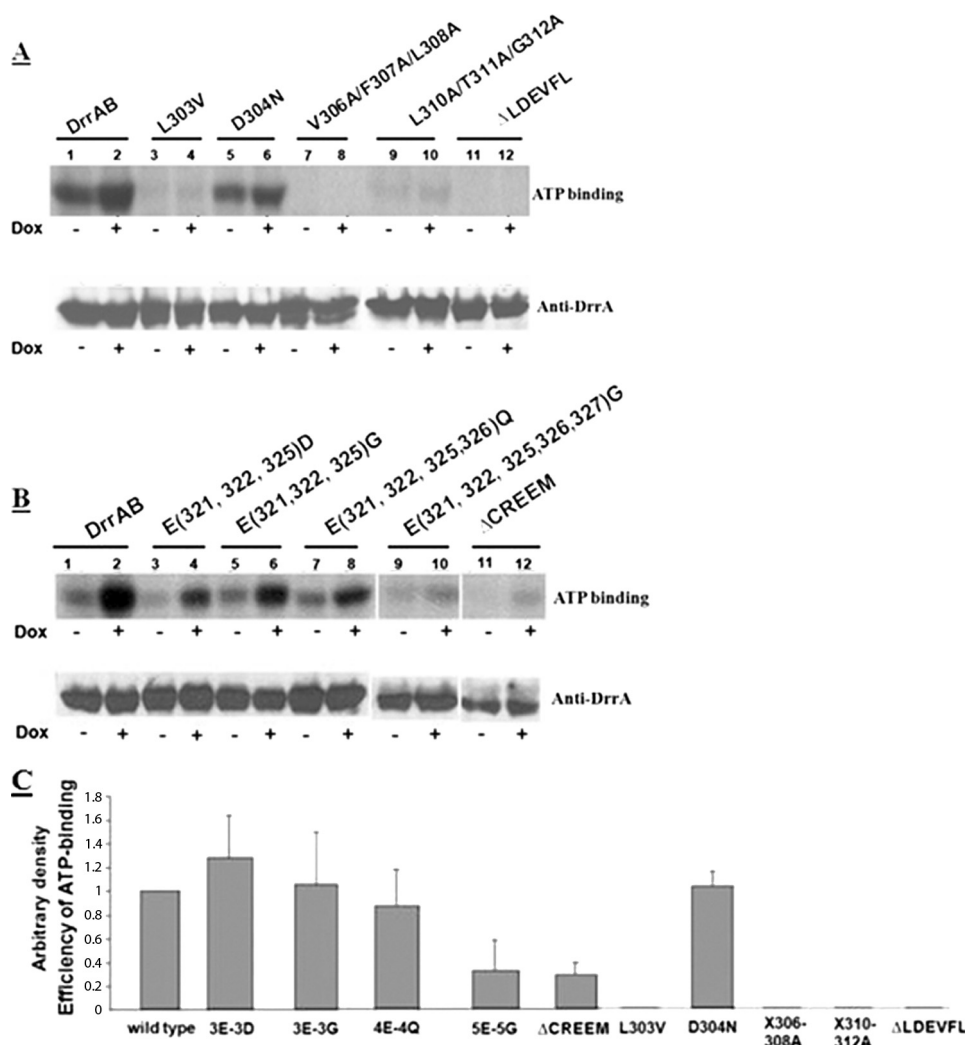 A
DrrAB L303V D304N V306A/F307A/L308A L310A/T311A/G312A ΔLDEVFL
1 2 3 4 5 6 7 8 9 10 11 12
ATP binding
Dox - + - + - + - + - + - +
Anti-DrrA
Dox - + - + - + - + - + - +
B
DrrAB E(321, 322, 325)D E(321,322, 325)G E(321, 322, 325,326)Q E(321, 322, 325,326,327)G ΔCREEM
1 2 3 4 5 6 7 8 9 10 11 12
ATP binding
Dox - + - + - + - + - + - +
Anti-DrrA
Dox - + - + - + - + - + - +
C
Arbitrary density
Efficiency of ATP-binding
1.8
1.6
1.4
1.2
1
0.8
0.6
0.4
0.2
0
wild type 3E-3D 3E-3G 4E-4Q 5E-5G ΔCREEM L303V D304N X306-308A X310-312A ΔLDEVFL